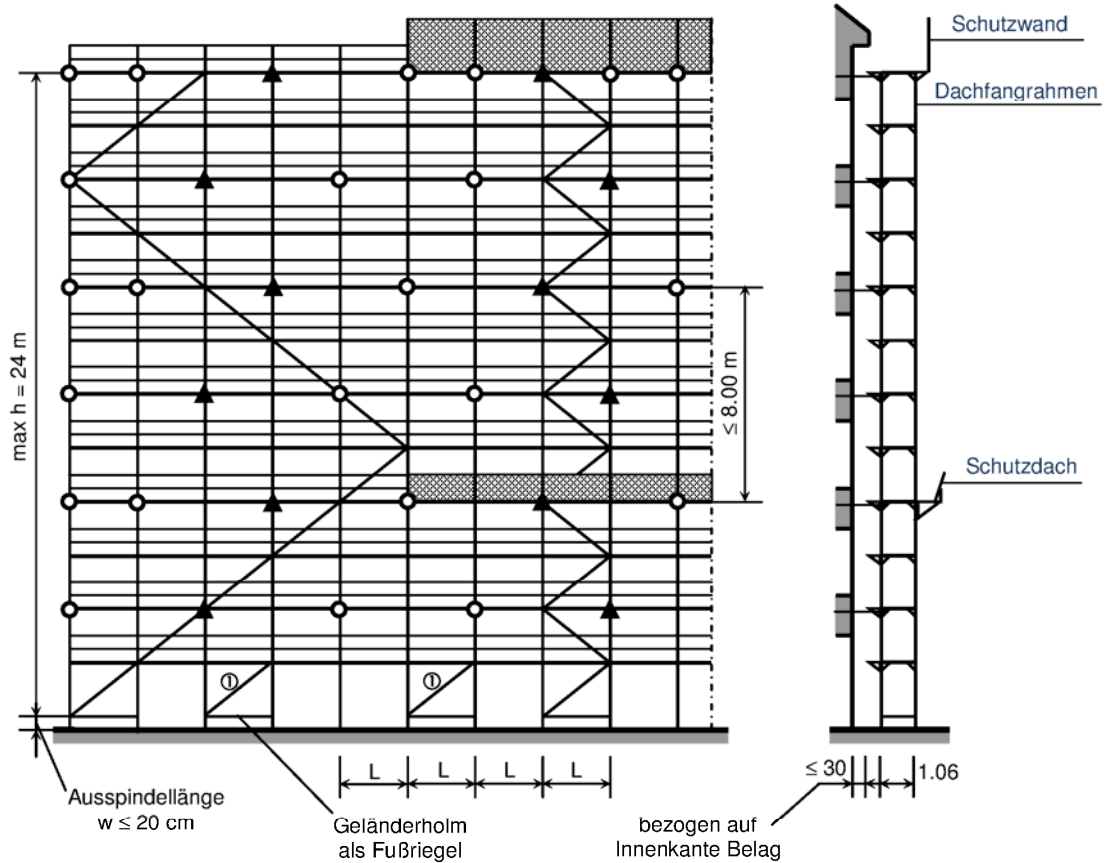 Schutzwand
Dachfangrahmen
max h = 24 m
≤ 8.00 m
Schutzdach
①
①
L
L
L
L
≤ 30
1.06
Ausspindellänge
w ≤ 20 cm
Geländerholm
als Fußriegel
bezogen auf
Innenkante Belag